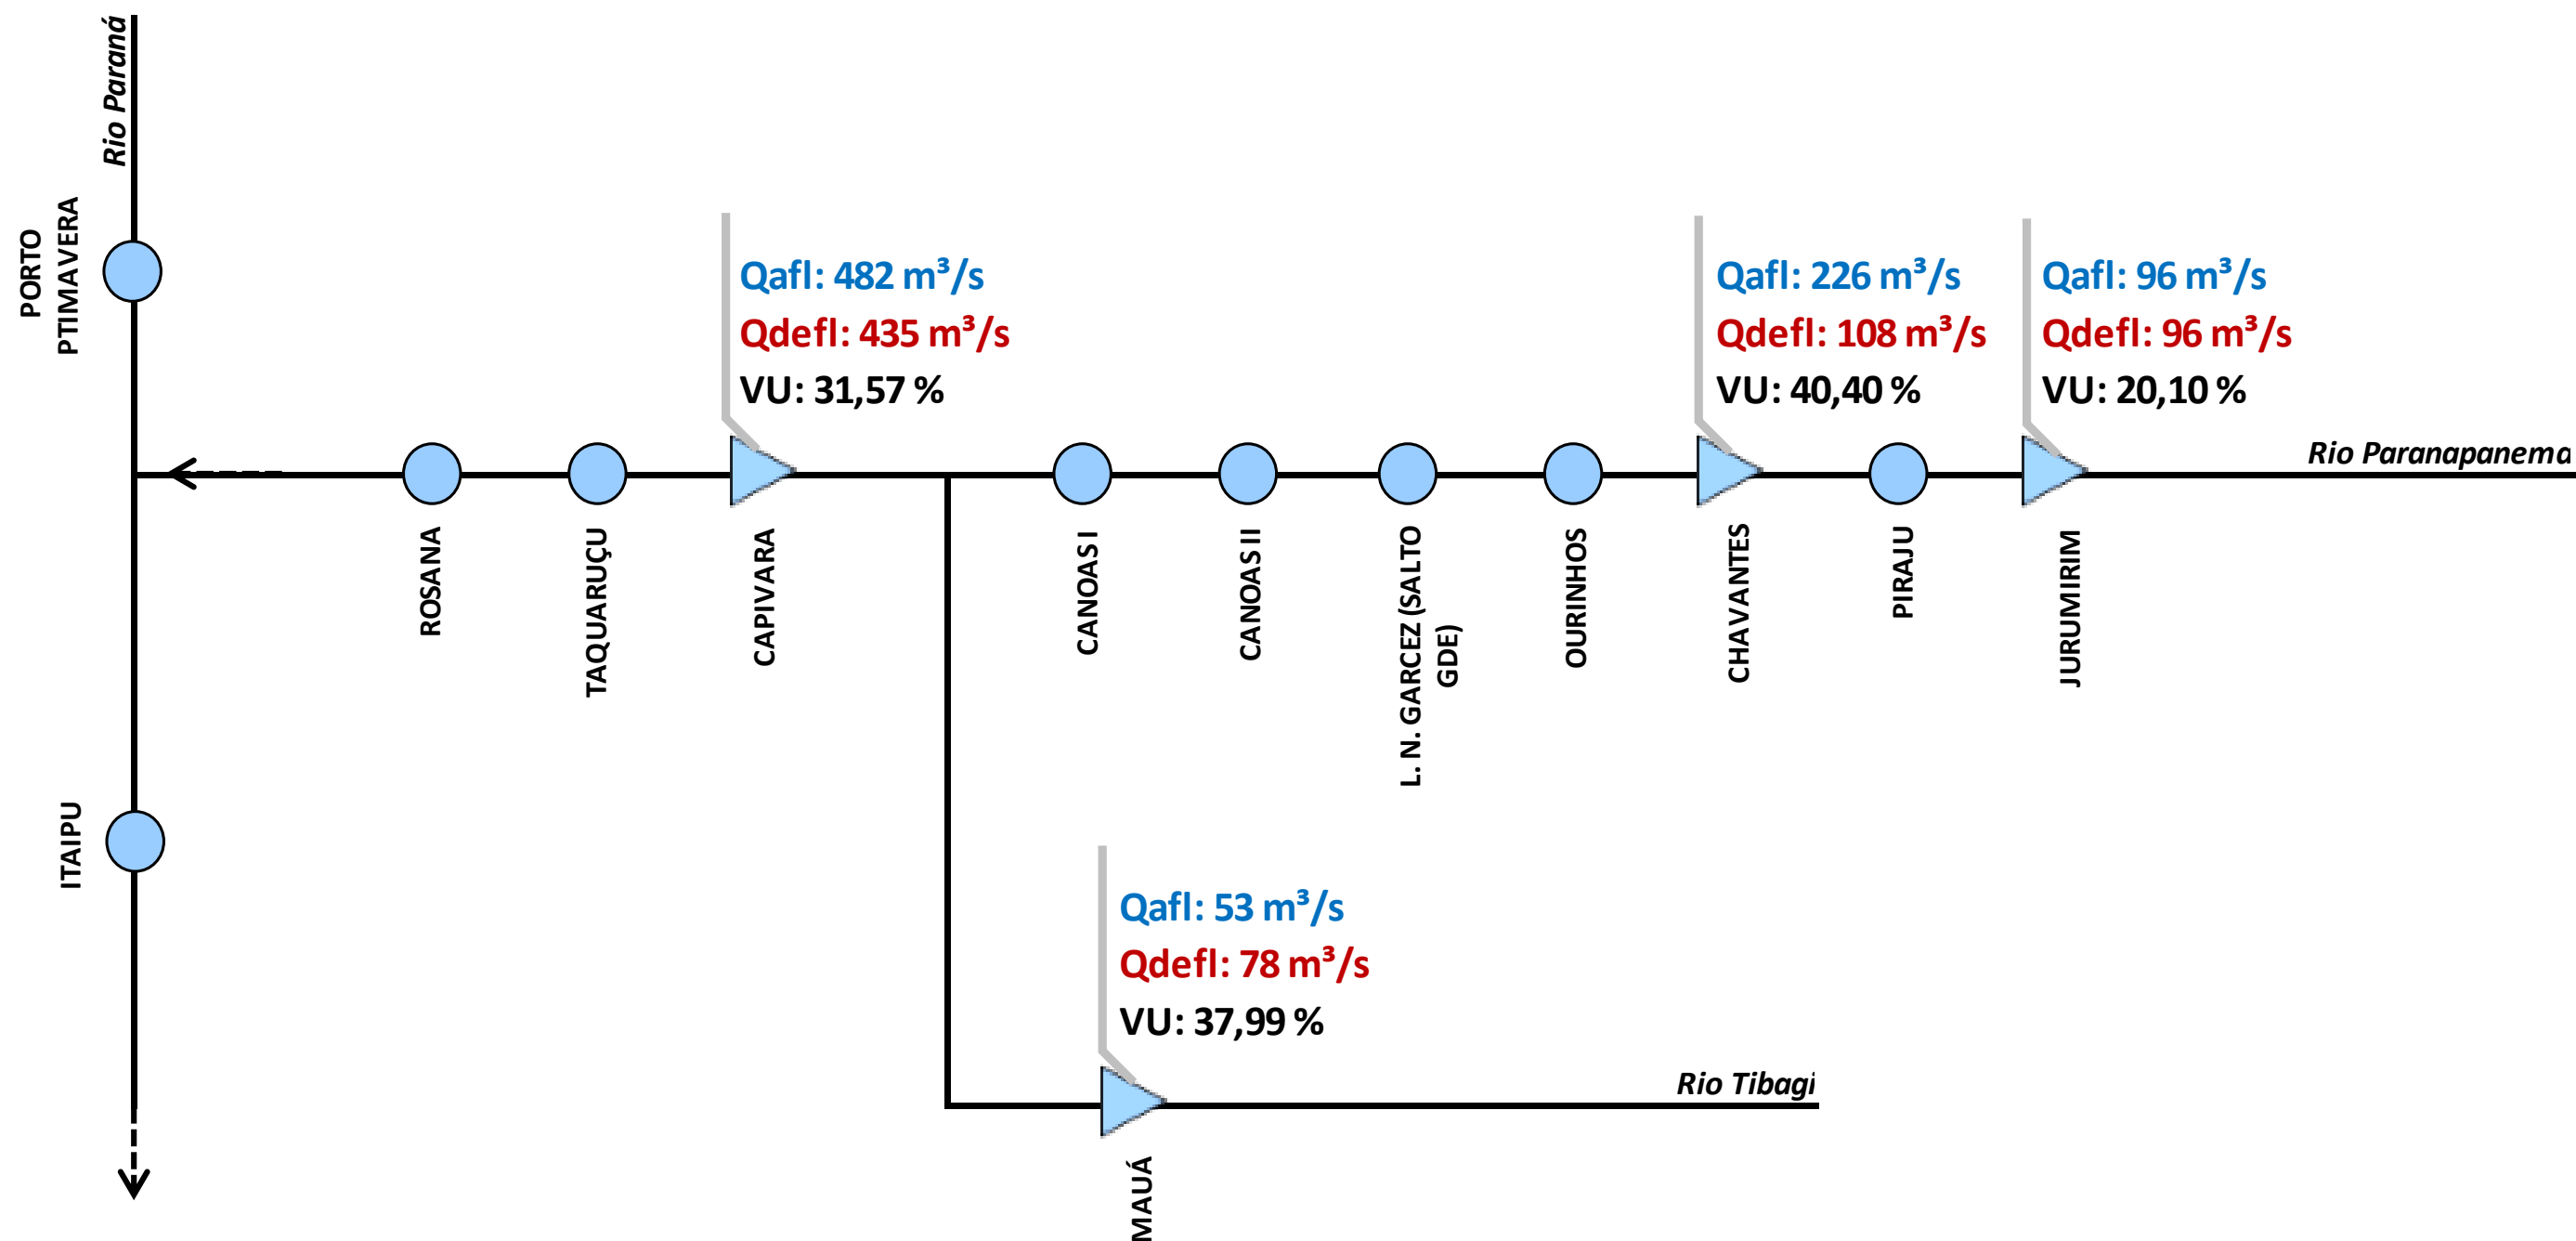 Rio Paraná
PORTO
PTIMAVERA
Qafl: 482 m³/s
Qdefl: 435 m³/s
VU: 31,57 %
Qafl: 226 m³/s
Qdefl: 108 m³/s
VU: 40,40 %
Qafl: 96 m³/s
Qdefl: 96 m³/s
VU: 20,10 %
Rio Paranapanema
ROSANA
TAQUARUÇU
CAPIVARA
CANOAS I
CANOAS II
L. N. GARCEZ (SALTO
GDE)
OURINHOS
CHAVANTES
PIRAJU
JURUMIRIM
ITAIPU
Qafl: 53 m³/s
Qdefl: 78 m³/s
VU: 37,99 %
Rio Tibagi
MAUÁ